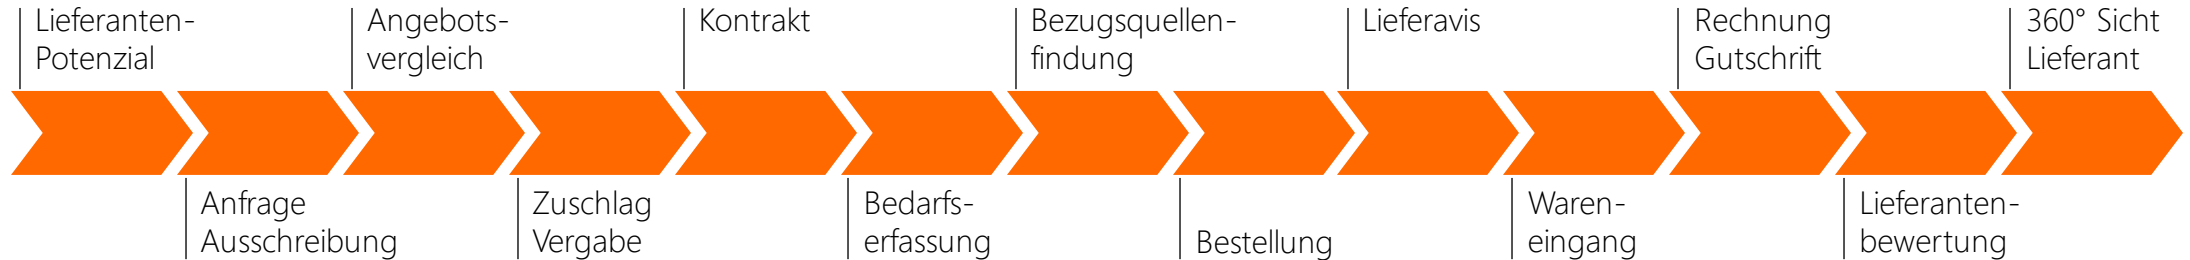 Lieferanten-
Potenzial
Anfrage
Ausschreibung
Angebots-
vergleich
Zuschlag
Vergabe
Kontrakt
Bedarfs-
erfassung
Bezugsquellen-
findung
Bestellung
Lieferavis
Waren-
eingang
Rechnung
Gutschrift
Lieferanten-
bewertung
360° Sicht
Lieferant